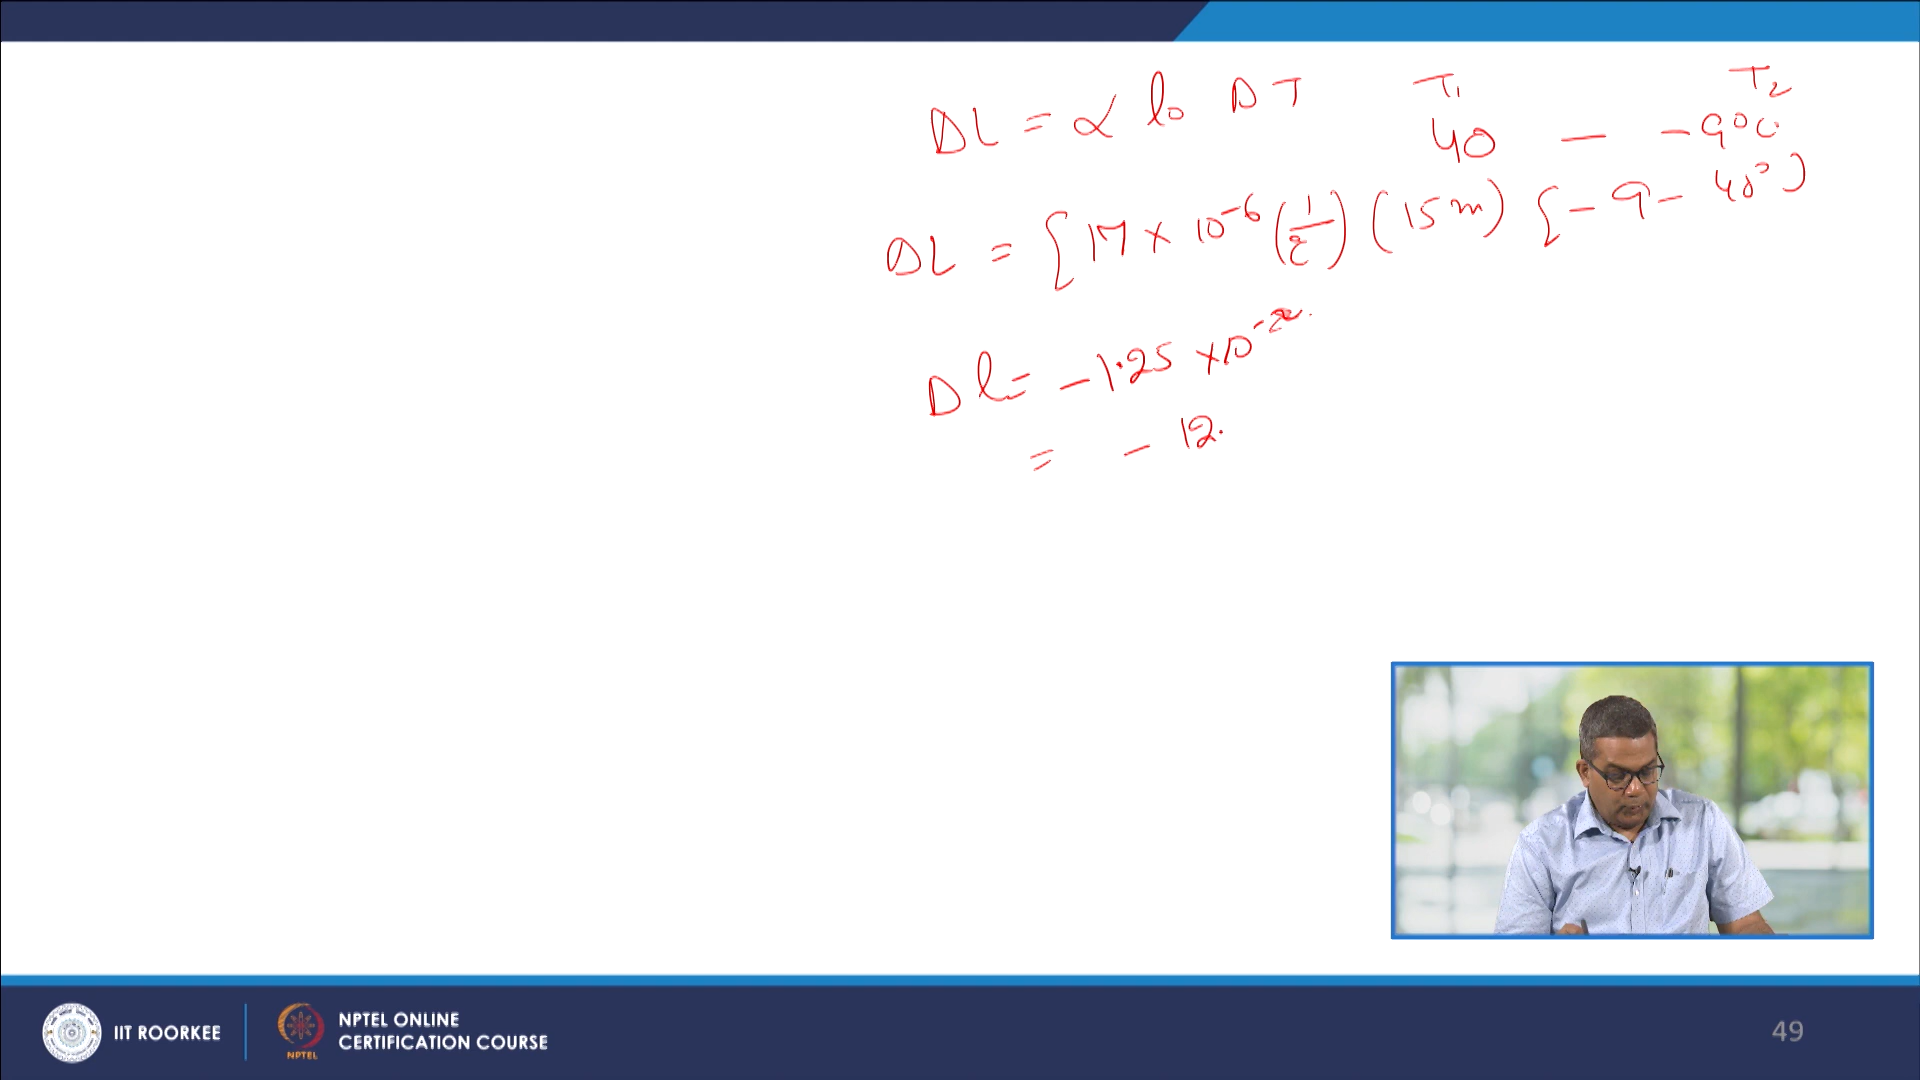 ΔL = α lo ΔT T1 T2
40 — -9°C
ΔL = {17 × 10^-6 (1/°C) (15 m) {-9 - 40°)
Δl = -1.25 × 10^-2
= - 12.
IIT ROORKEE
NPTEL
NPTEL ONLINE
CERTIFICATION COURSE
49